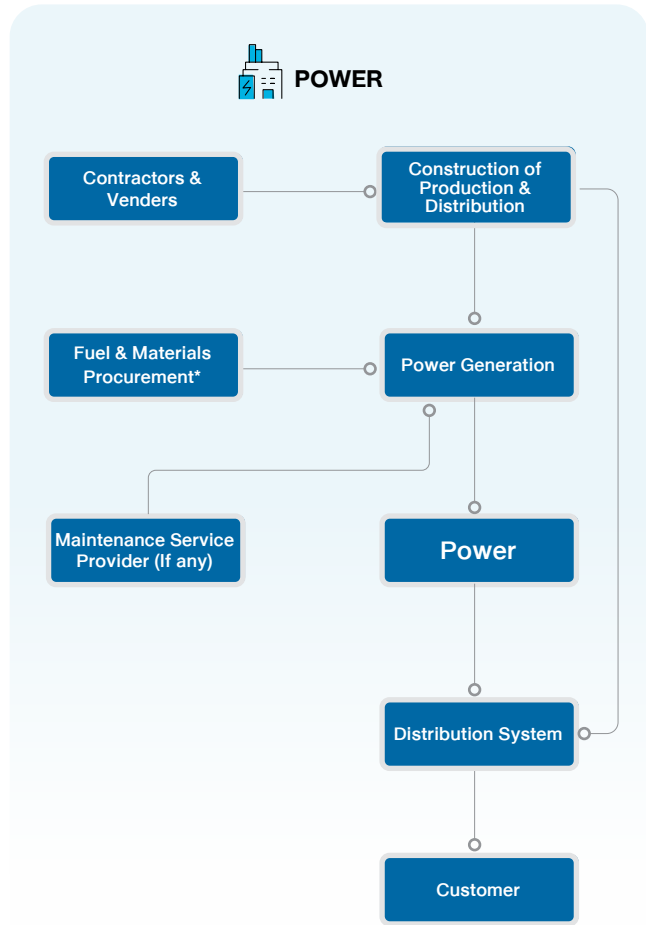 POWER
Contractors &
Venders
Construction of
Production &
Distribution
Fuel & Materials
Procurement*
Power Generation
Maintenance Service
Provider (If any)
Power
Distribution System
Customer